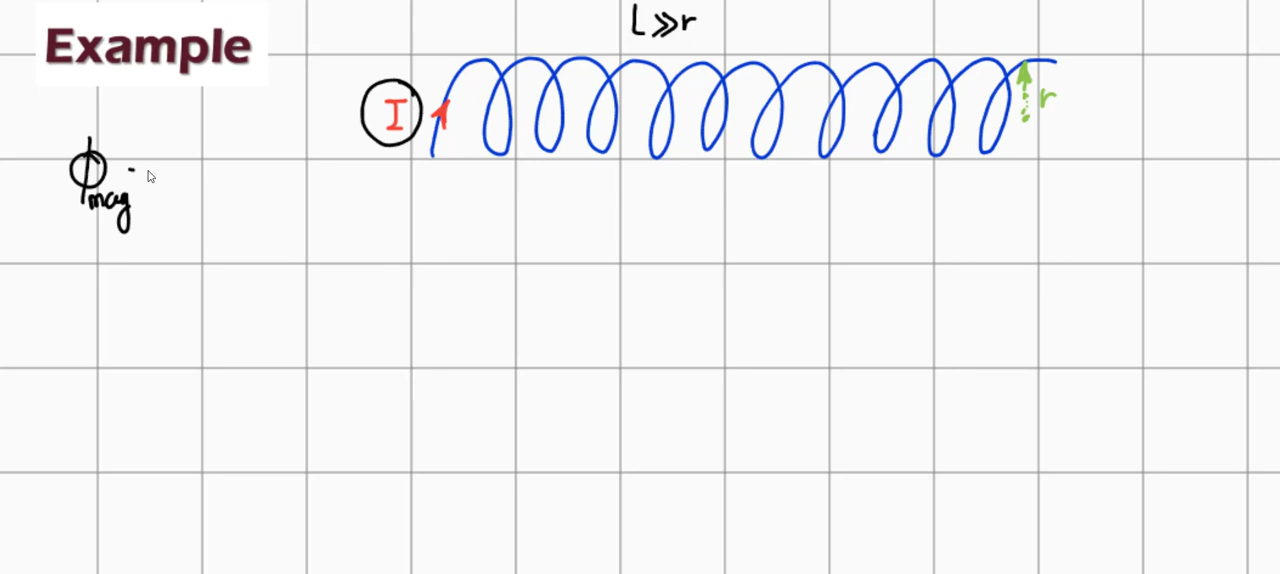 L ≫ r
Example
I
r
ϕmag -